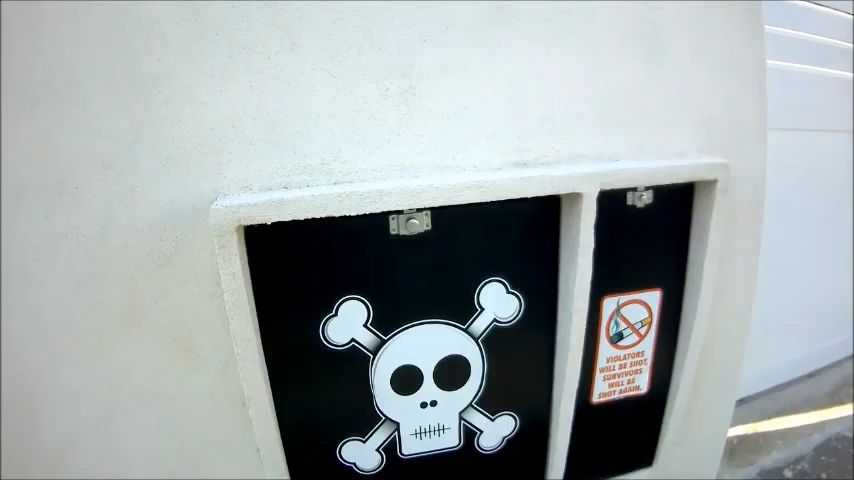 VIOLATORS
WILL BE SHOT,
SURVIVORS
WILL BE
SHOT AGAIN.